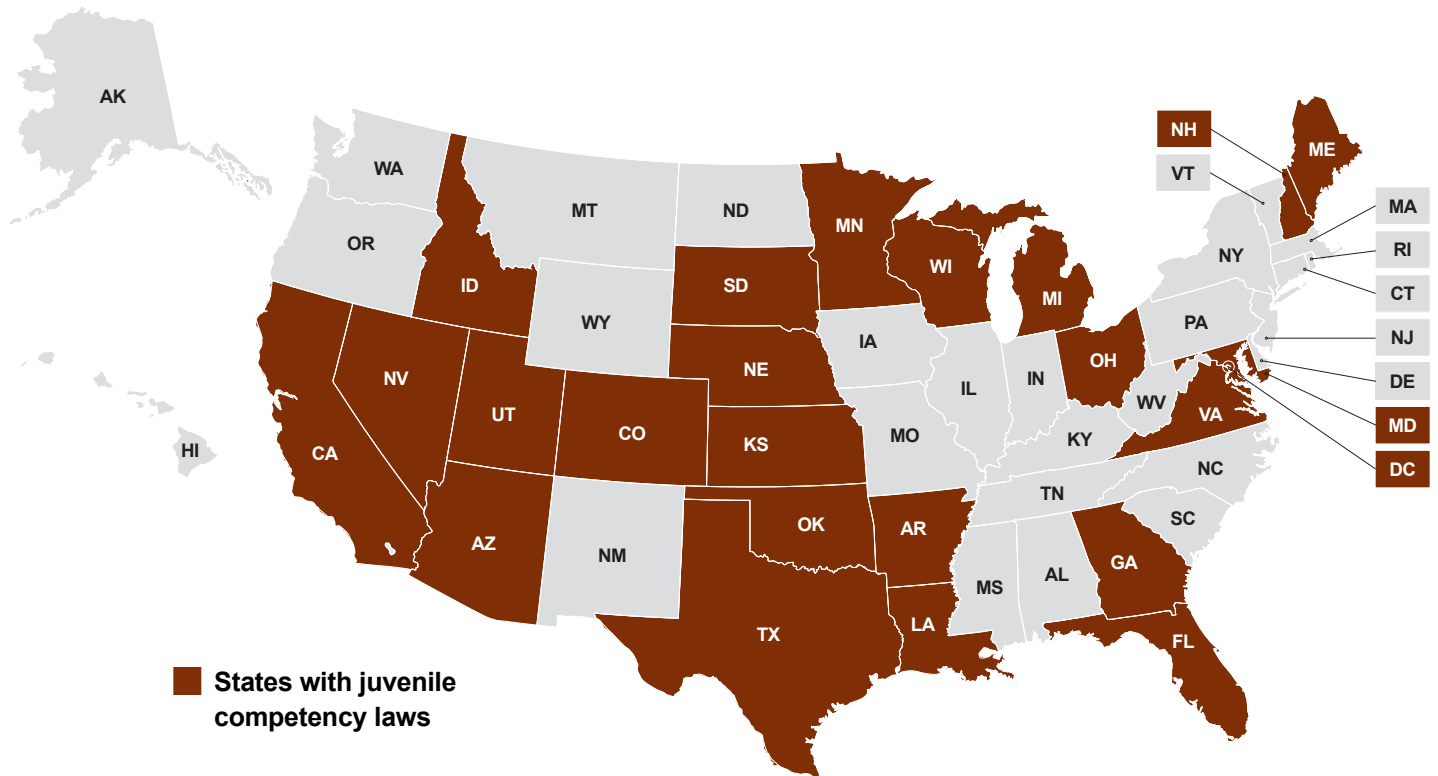 AK
WA
MT
ND
MN
OR
ID
SD
WI
MI
WY
NE
IA
NV
UT
CO
KS
CA
IL
IN
OH
MO
KY
WV
VA
PA
NY
ME
NH
VT
MA
RI
CT
NJ
DE
MD
DC
HI
AZ
NM
OK
AR
TN
NC
SC
TX
LA
MS
AL
GA
FL
States with juvenile
competency laws